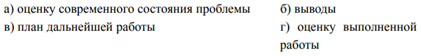 а) оценку современного состояния проблемы б) выводы
в) план дальнейшей работы г) оценку выполненной
работы